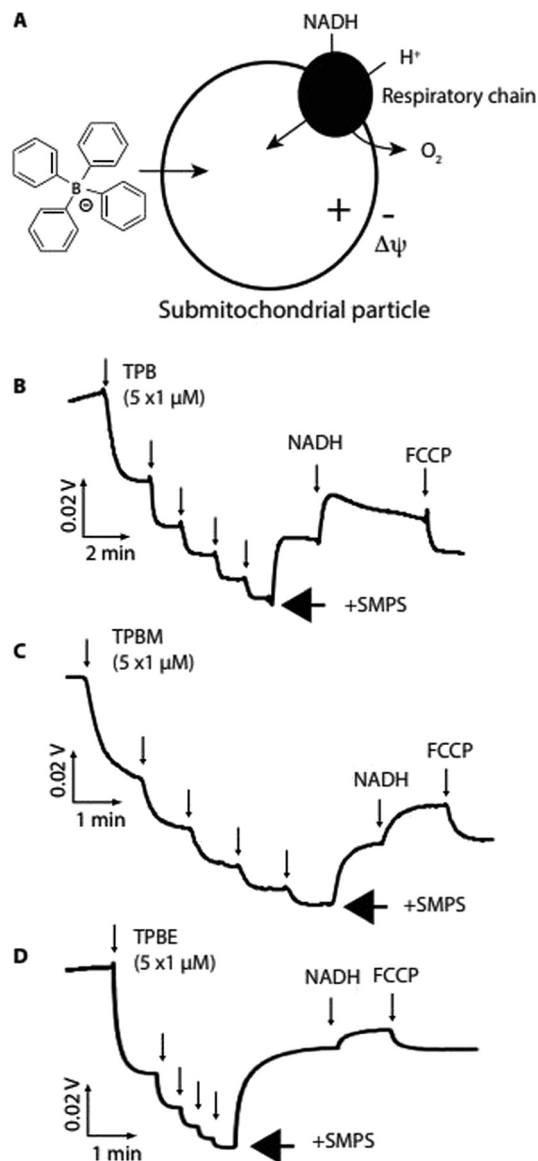 A
NADH
H⁺
Respiratory chain
O₂
B
⊖
+ -
Δψ
Submitochondrial particle
B
TPB
(5 x1 µM)
NADH
FCCP
0.02 V
2 min
+SMPS
C
TPBM
(5 x1 µM)
FCCP
NADH
0.02 V
1 min
+SMPS
D
TPBE
(5 x1 µM)
NADH FCCP
0.02 V
1 min
+SMPS